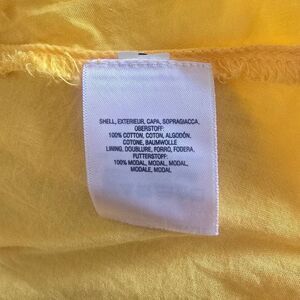 SHELL, EXTERIEUR, CAPA, SOPRAGIACCA,
OBERSTOFF:
100% COTTON, COTON, ALGODÓN,
COTONE, BAUMWOLLE
LINING, DOUBLURE, FORRO, FODERA,
FUTTERSTOFF:
100% MODAL, MODAL, MODAL,
MODALE, MODAL